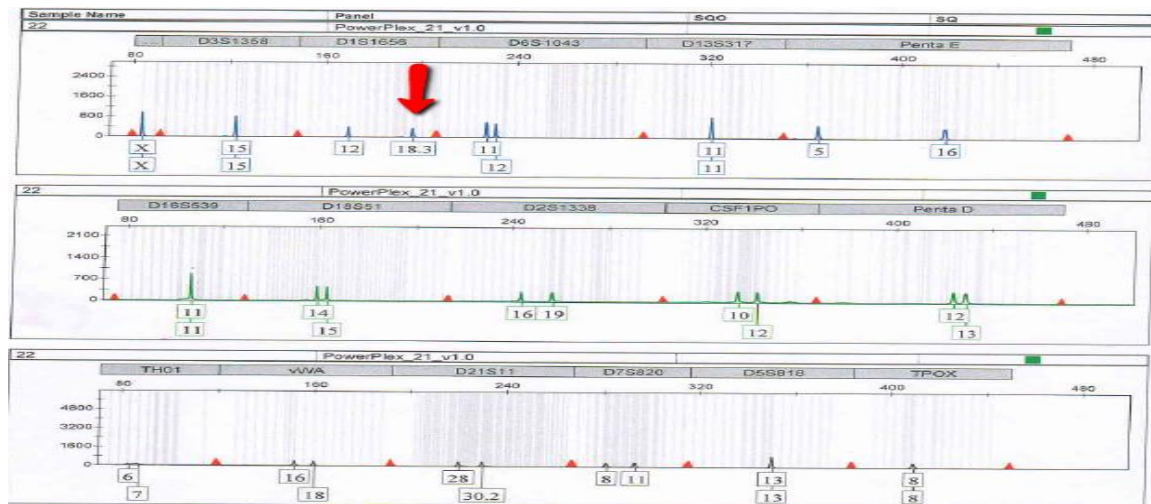 Sample Name Panel SQO SQ
22 PowerPlex_21_v1.0
D3S1358 D1S1656 D6S1043 D13S317 Penta E
80 160 240 320 400 480
2400
1600
800
0
X 15 12 18.3 11 11 5 16
X 15 12 11
22 PowerPlex_21_v1.0
D16S539 D18S51 D2S1338 CSF1PO Penta D
80 160 240 320 400 480
2100
1400
700
0
11 14 16 19 10 12
11 15 12 13
22 PowerPlex_21_v1.0
TH01 vWA D21S11 D7S820 D5S818 TPOX
80 160 240 320 400 480
4800
3200
1600
0
6 16 28 8 11 13 8
7 18 30.2 13 8